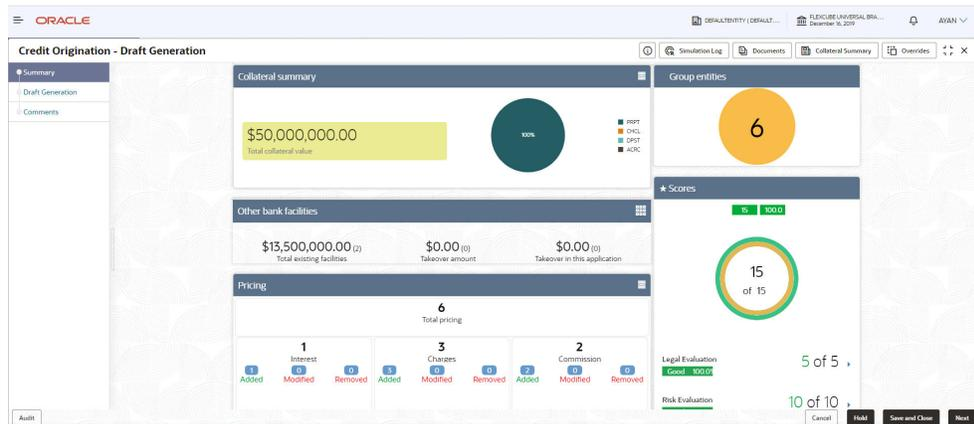 ORACLE
DEFAULTENTITY ( DEFAULT....
FLEXCUBE UNIVERSAL BRA...
December 16, 2019
AYAN
Credit Origination - Draft Generation
Simulation Log
Documents
Collateral Summary
Overrides
Summary
Draft Generation
Comments
Collateral summary
$50,000,000.00
Total collateral value
100%
PRPT
CHCL
DPST
ACRC
Group entities
6
Other bank facilities
$13,500,000.00 (2)
Total existing facilities
$0.00 (0)
Takeover amount
$0.00 (0)
Takeover in this application
Scores
15 100.0
15
of 15
Legal Evaluation
Good 100.0%
5 of 5
Risk Evaluation
10 of 10
Pricing
6
Total pricing
1
Interest
1 0 0
Added Modified Removed
3
Charges
3 0 0
Added Modified Removed
2
Commission
2 0 0
Added Modified Removed
Audit
Cancel
Hold
Save and Close
Next